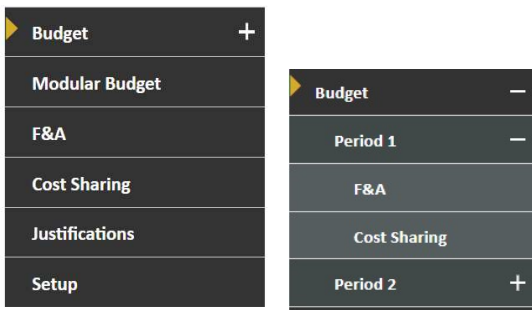 Budget +
Modular Budget
F&A
Cost Sharing
Justifications
Setup
Budget −
Period 1 −
F&A
Cost Sharing
Period 2 +